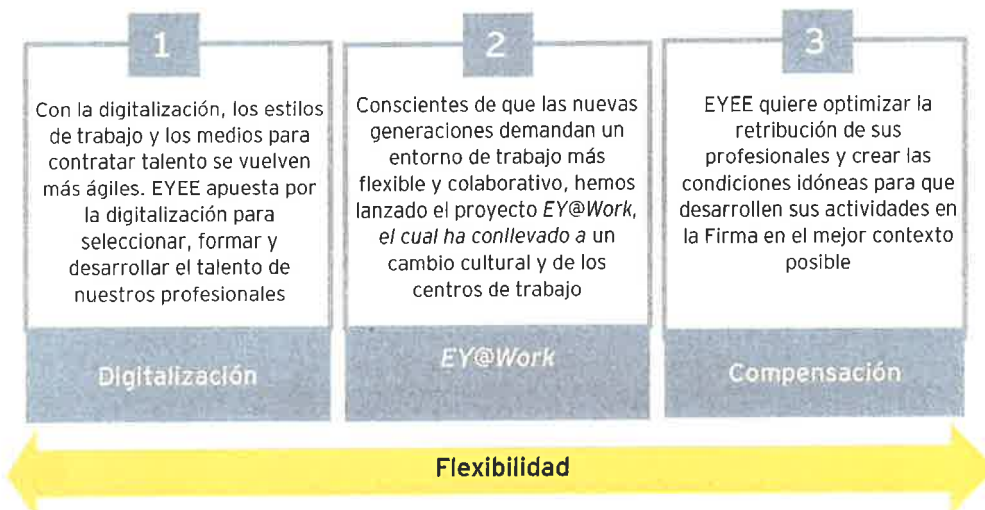 1
Con la digitalización, los estilos
de trabajo y los medios para
contratar talento se vuelven
más ágiles. EYEE apuesta por
la digitalización para
seleccionar, formar y
desarrollar el talento de
nuestros profesionales
Digitalización
2
Conscientes de que las nuevas
generaciones demandan un
entorno de trabajo más
flexible y colaborativo, hemos
lanzado el proyecto EY@Work,
el cual ha conllevado a un
cambio cultural y de los
centros de trabajo
EY@Work
3
EYEE quiere optimizar la
retribución de sus
profesionales y crear las
condiciones idóneas para que
desarrollen sus actividades en
la Firma en el mejor contexto
posible
Compensación
Flexibilidad